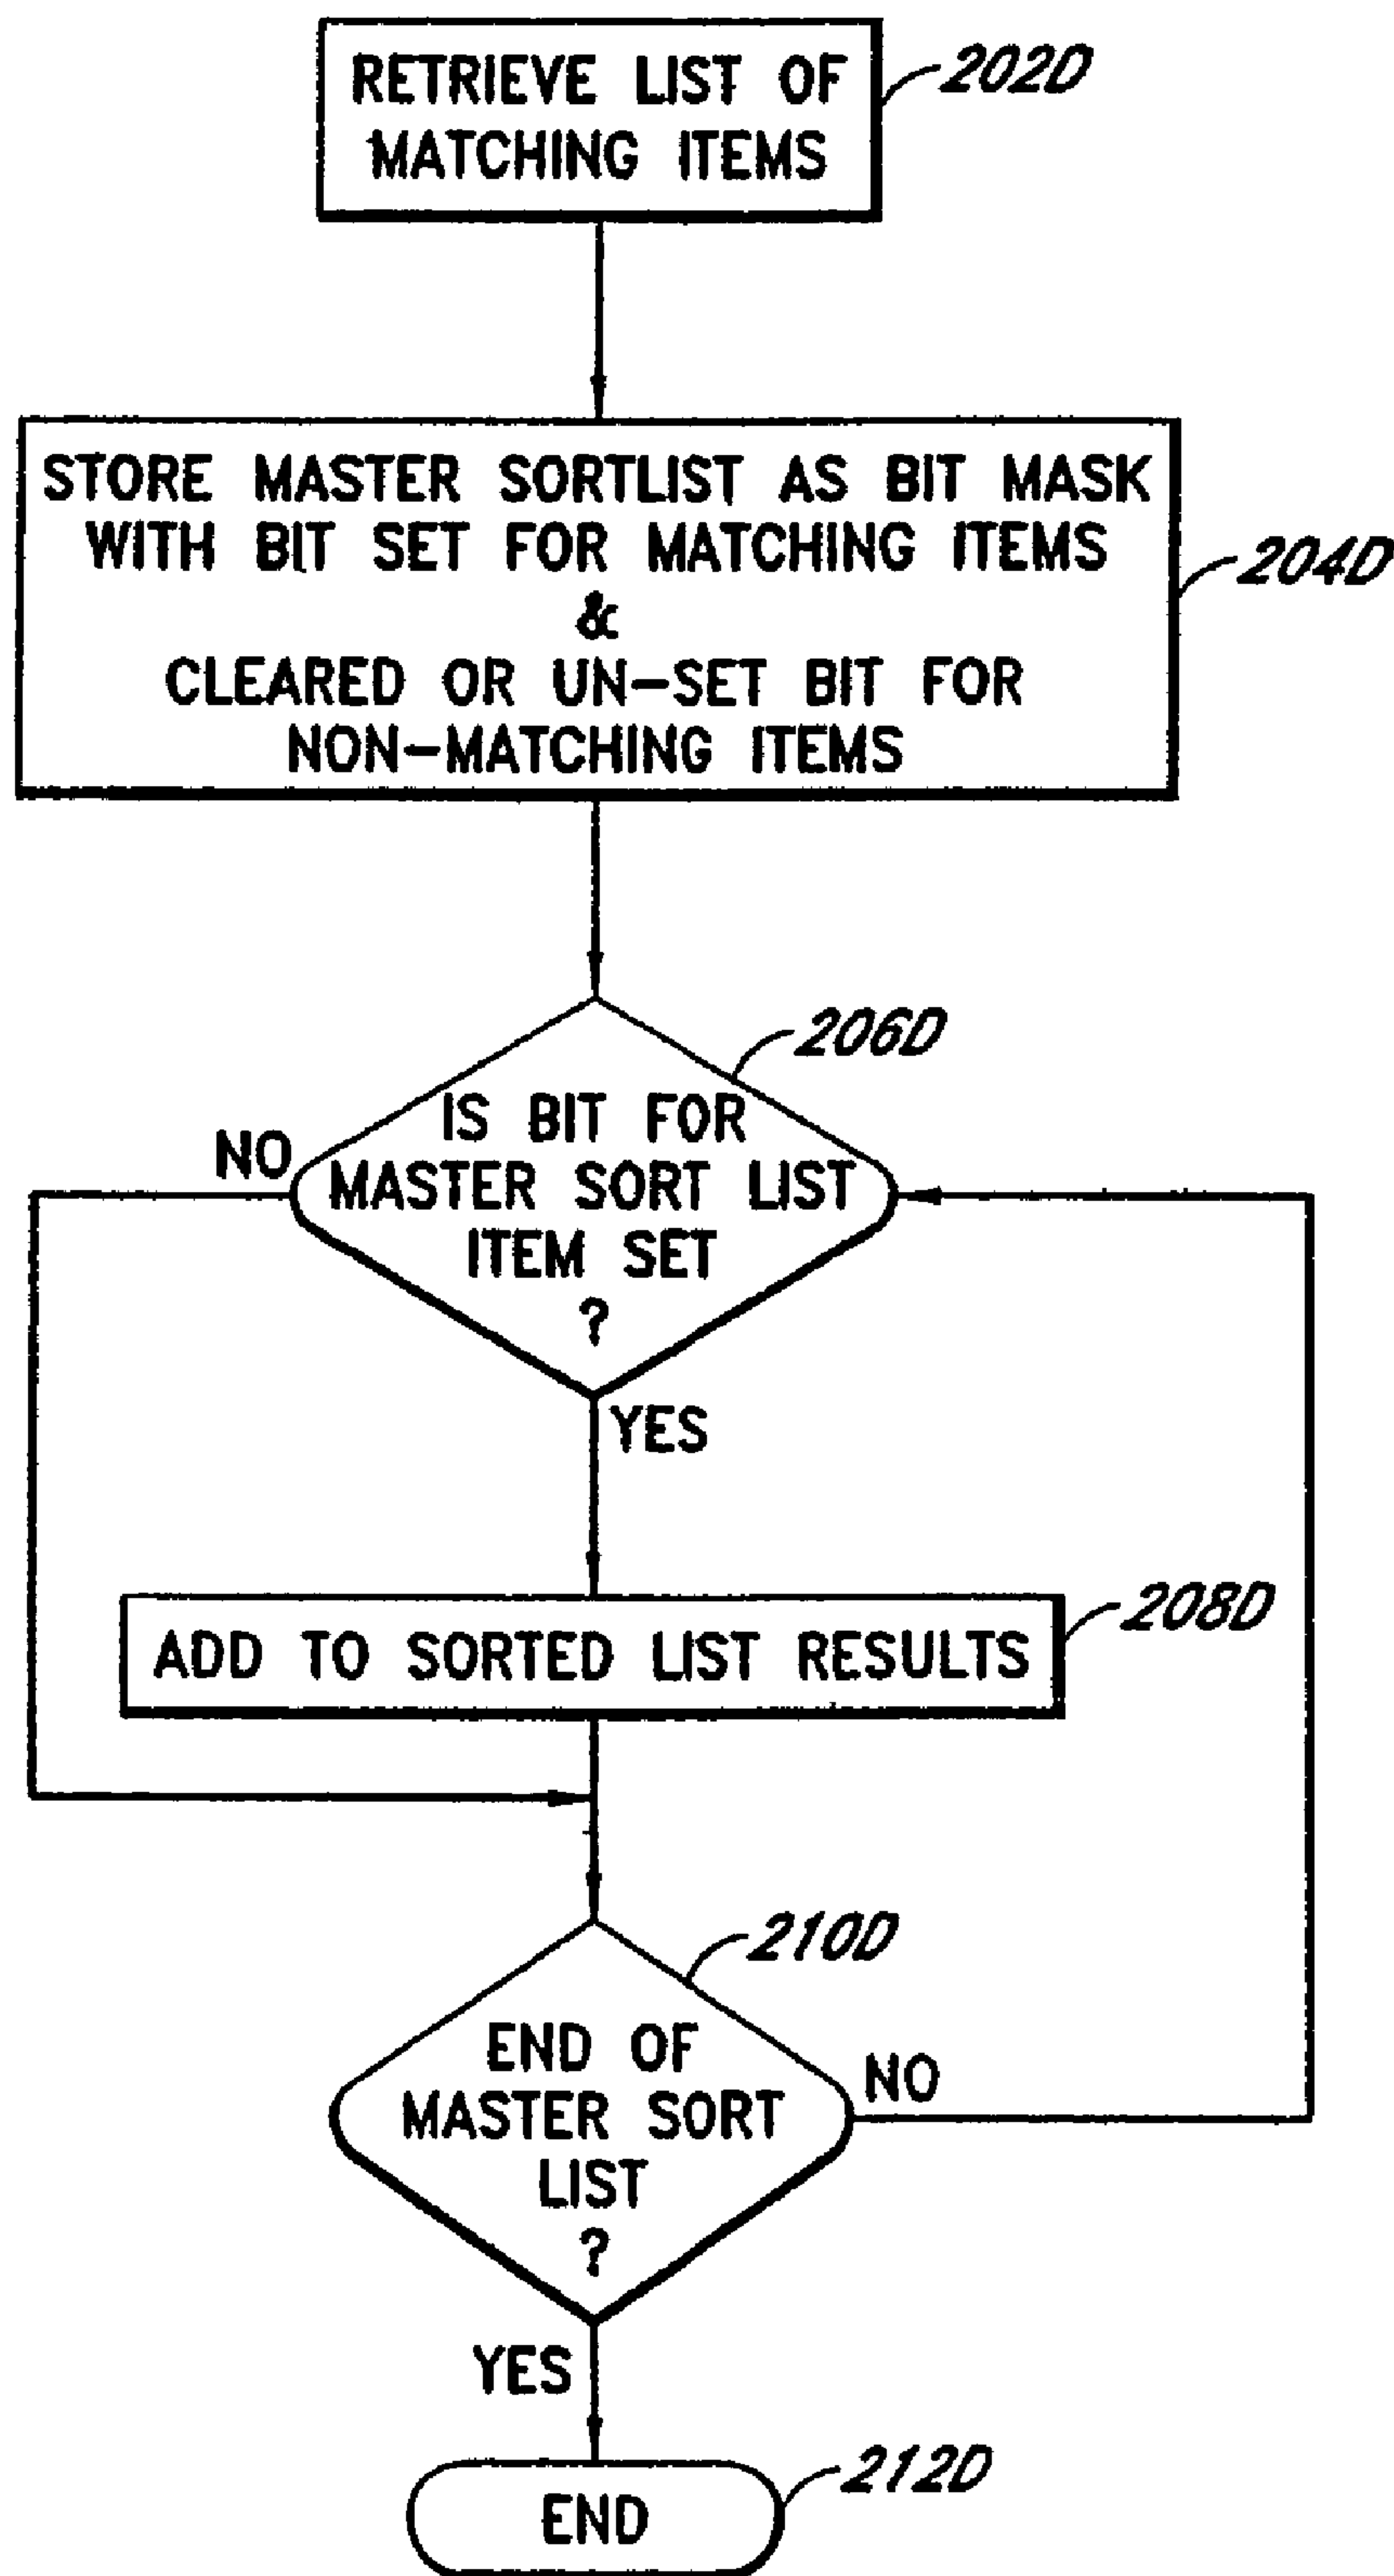 RETRIEVE LIST OF
MATCHING ITEMS
202D
STORE MASTER SORTLIST AS BIT MASK
WITH BIT SET FOR MATCHING ITEMS
&
CLEARED OR UN-SET BIT FOR
NON-MATCHING ITEMS
204D
206D
IS BIT FOR
MASTER SORT LIST
ITEM SET
?
NO
YES
208D
ADD TO SORTED LIST RESULTS
210D
END OF
MASTER SORT
LIST
?
NO
YES
212D
END